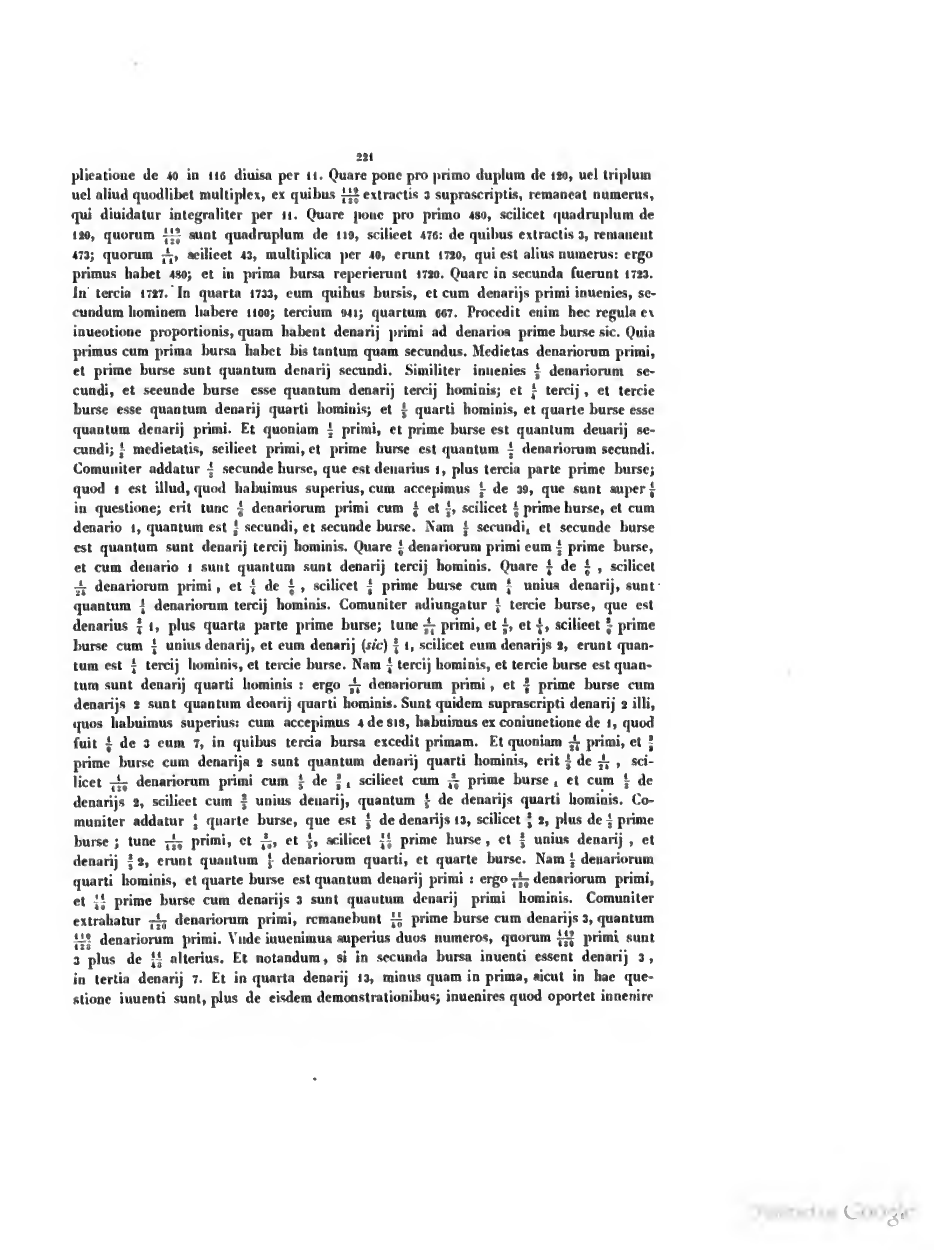 221
plicatione de 40 in 116 diuisa per 11. Quare pone pro primo duplum de 120, uel triplum
uel aliud quodlibet multiplex, ex quibus 119/120 extractis 3 suprascriptis, remaneat numerus,
qui diuidatur integraliter per 11. Quare pone pro primo 480, scilicet quadruplum de
120, quorum 119/120 sunt quadruplum de 119, scilicet 476: de quibus extractis 3, remanent
473; quorum 1/11, scilicet 43, multiplica per 40, erunt 1720, qui est alius numerus: ergo
primus habet 480; et in prima bursa reperierunt 1720. Quare in secunda fuerunt 1723.
In tercia 1727. In quarta 1733, cum quibus bursis, et cum denarijs primi inuenies, se-
cundum hominem habere 1100; tercium 941; quartum 667. Procedit enim hec regula ex
inuentione proportionis, quam habent denarij primi ad denarios prime burse sic. Quia
primus cum prima bursa habet bis tantum quam secundus. Medietas denariorum primi,
et prime burse sunt quantum denarij secundi. Similiter inuenies 1/3 denariorum se-
cundi, et secunde burse esse quantum denarij tercij hominis; et 1/4 tercij , et tercie
burse esse quantum denarij quarti hominis; et 1/5 quarti hominis, et quarte burse esse
quantum denarij primi. Et quoniam 1/2 primi, et prime burse est quantum denarij se-
cundi; 1/3 medietatis, scilicet primi, et prime burse est quantum 1/3 denariorum secundi.
Comuniter addatur 1/3 secunde burse, que est denarius 1, plus tercia parte prime burse;
quod 1 est illud, quod habuimus superius, cum accepimus 1/3 de 39, que sunt super 1/6
in questione; erit tunc 1/6 denariorum primi cum 1/6 et 1/3, scilicet 1/2 prime burse, et cum
denario 1, quantum est 1/3 secundi, et secunde burse. Nam 1/3 secundi, et secunde burse
est quantum sunt denarij tercij hominis. Quare 1/6 denariorum primi cum 1/2 prime burse,
et cum denario 1 sunt quantum sunt denarij tercij hominis. Quare 1/4 de 1/6 , scilicet
1/24 denariorum primi , et 1/4 de 1/2 , scilicet 1/8 prime burse cum 1/4 unius denarij, sunt
quantum 1/4 denariorum tercij hominis. Comuniter adiungatur 1/4 tercie burse, que est
denarius 3/4 1, plus quarta parte prime burse; tunc 1/24 primi, et 1/8, et 1/4, scilicet 3/8 prime
burse cum 1/4 unius denarij, et cum denarij (sic) 3/4 1, scilicet cum denarijs 2, erunt quan-
tum est 1/4 tercij hominis, et tercie burse. Nam 1/4 tercij hominis, et tercie burse est quan-
tum sunt denarij quarti hominis : ergo 1/24 denariorum primi , et 3/8 prime burse cum
denarijs 2 sunt quantum denarij quarti hominis. Sunt quidem suprascripti denarij 2 illi,
quos habuimus superius: cum accepimus 4 de 818, habuimus ex coniunctione de 1, quod
fuit 1/6 de 3 cum 7, in quibus tercia bursa excedit primam. Et quoniam 1/24 primi, et 3/8
prime burse cum denarijs 2 sunt quantum denarij quarti hominis, erit 1/5 de 1/24 , sci-
licet 1/120 denariorum primi cum 1/5 de 3/8 , scilicet cum 3/40 prime burse , et cum 1/5 de
denarijs 2, scilicet cum 2/5 unius denarij, quantum 1/5 de denarijs quarti hominis. Co-
muniter addatur 1/5 quarte burse, que est 1/5 de denarijs 13, scilicet 3/5 2, plus de 1/5 prime
burse ; tunc 1/120 primi, et 3/40, et 1/5, scilicet 11/40 prime burse , et 2/5 unius denarij , et
denarij 3/5 2, erunt quantum 1/5 denariorum quarti, et quarte burse. Nam 1/5 denariorum
quarti hominis, et quarte burse est quantum denarij primi : ergo 1/120 denariorum primi,
et 11/40 prime burse cum denarijs 3 sunt quantum denarij primi hominis. Comuniter
extrahatur 1/120 denariorum primi, remanebunt 11/40 prime burse cum denarijs 3, quantum
119/120 denariorum primi. Vnde inuenimus superius duos numeros, quorum 119/120 primi sunt
3 plus de 11/40 alterius. Et notandum, si in secunda bursa inuenti essent denarij 3 ,
in tertia denarij 7. Et in quarta denarij 13, minus quam in prima, sicut in hac que-
stione inuenti sunt, plus de eisdem demonstrationibus; inuenires quod oportet inuenire
Google